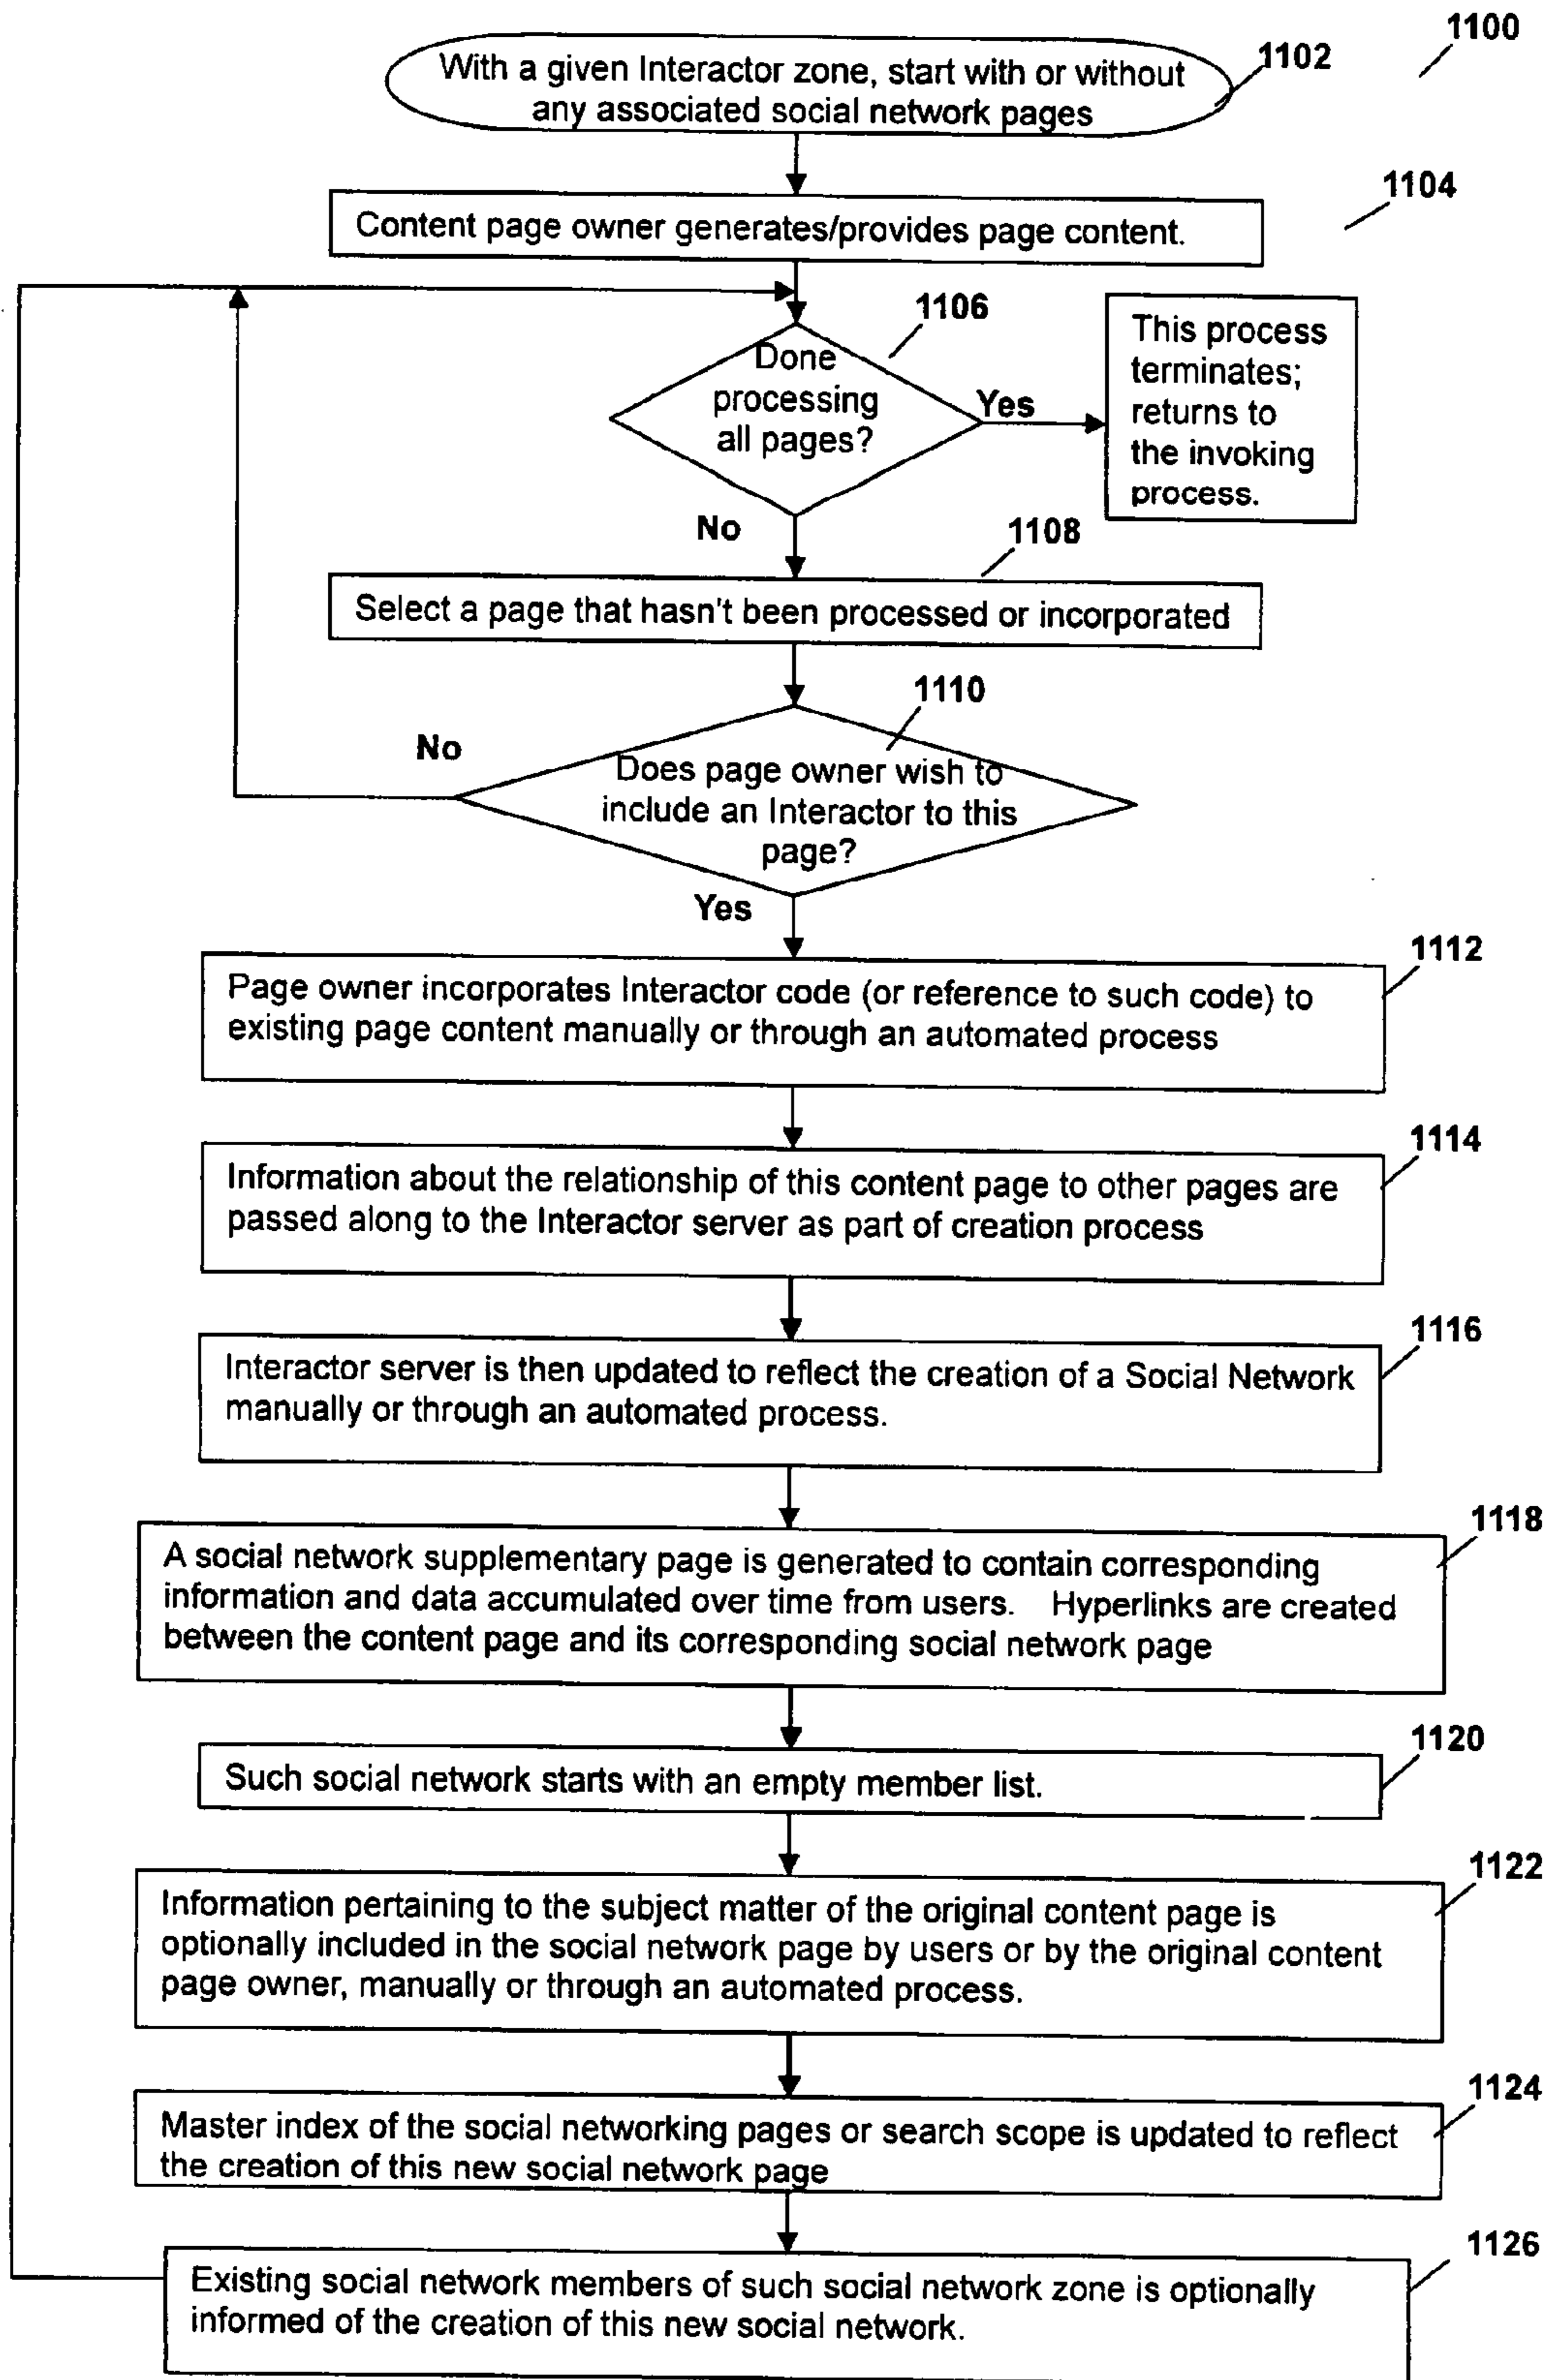 1100
1102
With a given Interactor zone, start with or without
any associated social network pages
1104
Content page owner generates/provides page content.
1106
Done
processing
all pages?
Yes
This process
terminates;
returns to
the invoking
process.
No
1108
Select a page that hasn't been processed or incorporated
1110
No
Does page owner wish to
include an Interactor to this
page?
Yes
1112
Page owner incorporates Interactor code (or reference to such code) to
existing page content manually or through an automated process
1114
Information about the relationship of this content page to other pages are
passed along to the Interactor server as part of creation process
1116
Interactor server is then updated to reflect the creation of a Social Network
manually or through an automated process.
1118
A social network supplementary page is generated to contain corresponding
information and data accumulated over time from users. Hyperlinks are created
between the content page and its corresponding social network page
1120
Such social network starts with an empty member list.
1122
Information pertaining to the subject matter of the original content page is
optionally included in the social network page by users or by the original content
page owner, manually or through an automated process.
1124
Master index of the social networking pages or search scope is updated to reflect
the creation of this new social network page
1126
Existing social network members of such social network zone is optionally
informed of the creation of this new social network.